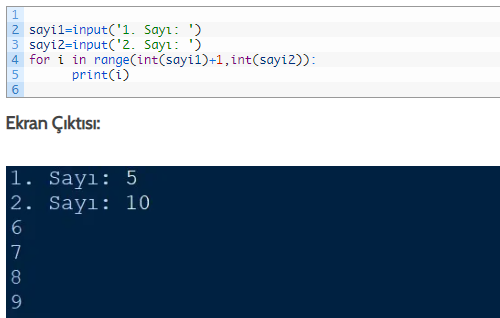 1
2 sayi1=input('1. Sayı: ')
3 sayi2=input('2. Sayı: ')
4 for i in range(int(sayi1)+1,int(sayi2)):
5 print(i)
6
Ekran Çıktısı:
1. Sayı: 5
2. Sayı: 10
6
7
8
9